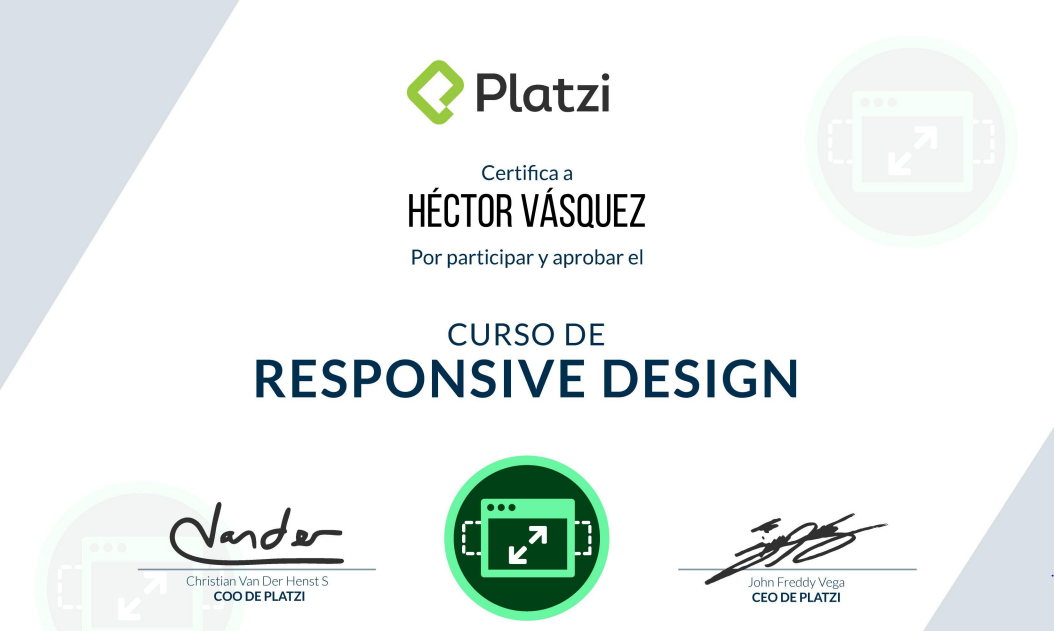 Platzi
Certifica a
HÉCTOR VÁSQUEZ
Por participar y aprobar el
CURSO DE
RESPONSIVE DESIGN
Vander
Christian Van Der Henst S
COO DE PLATZI
John Freddy Vega
CEO DE PLATZI